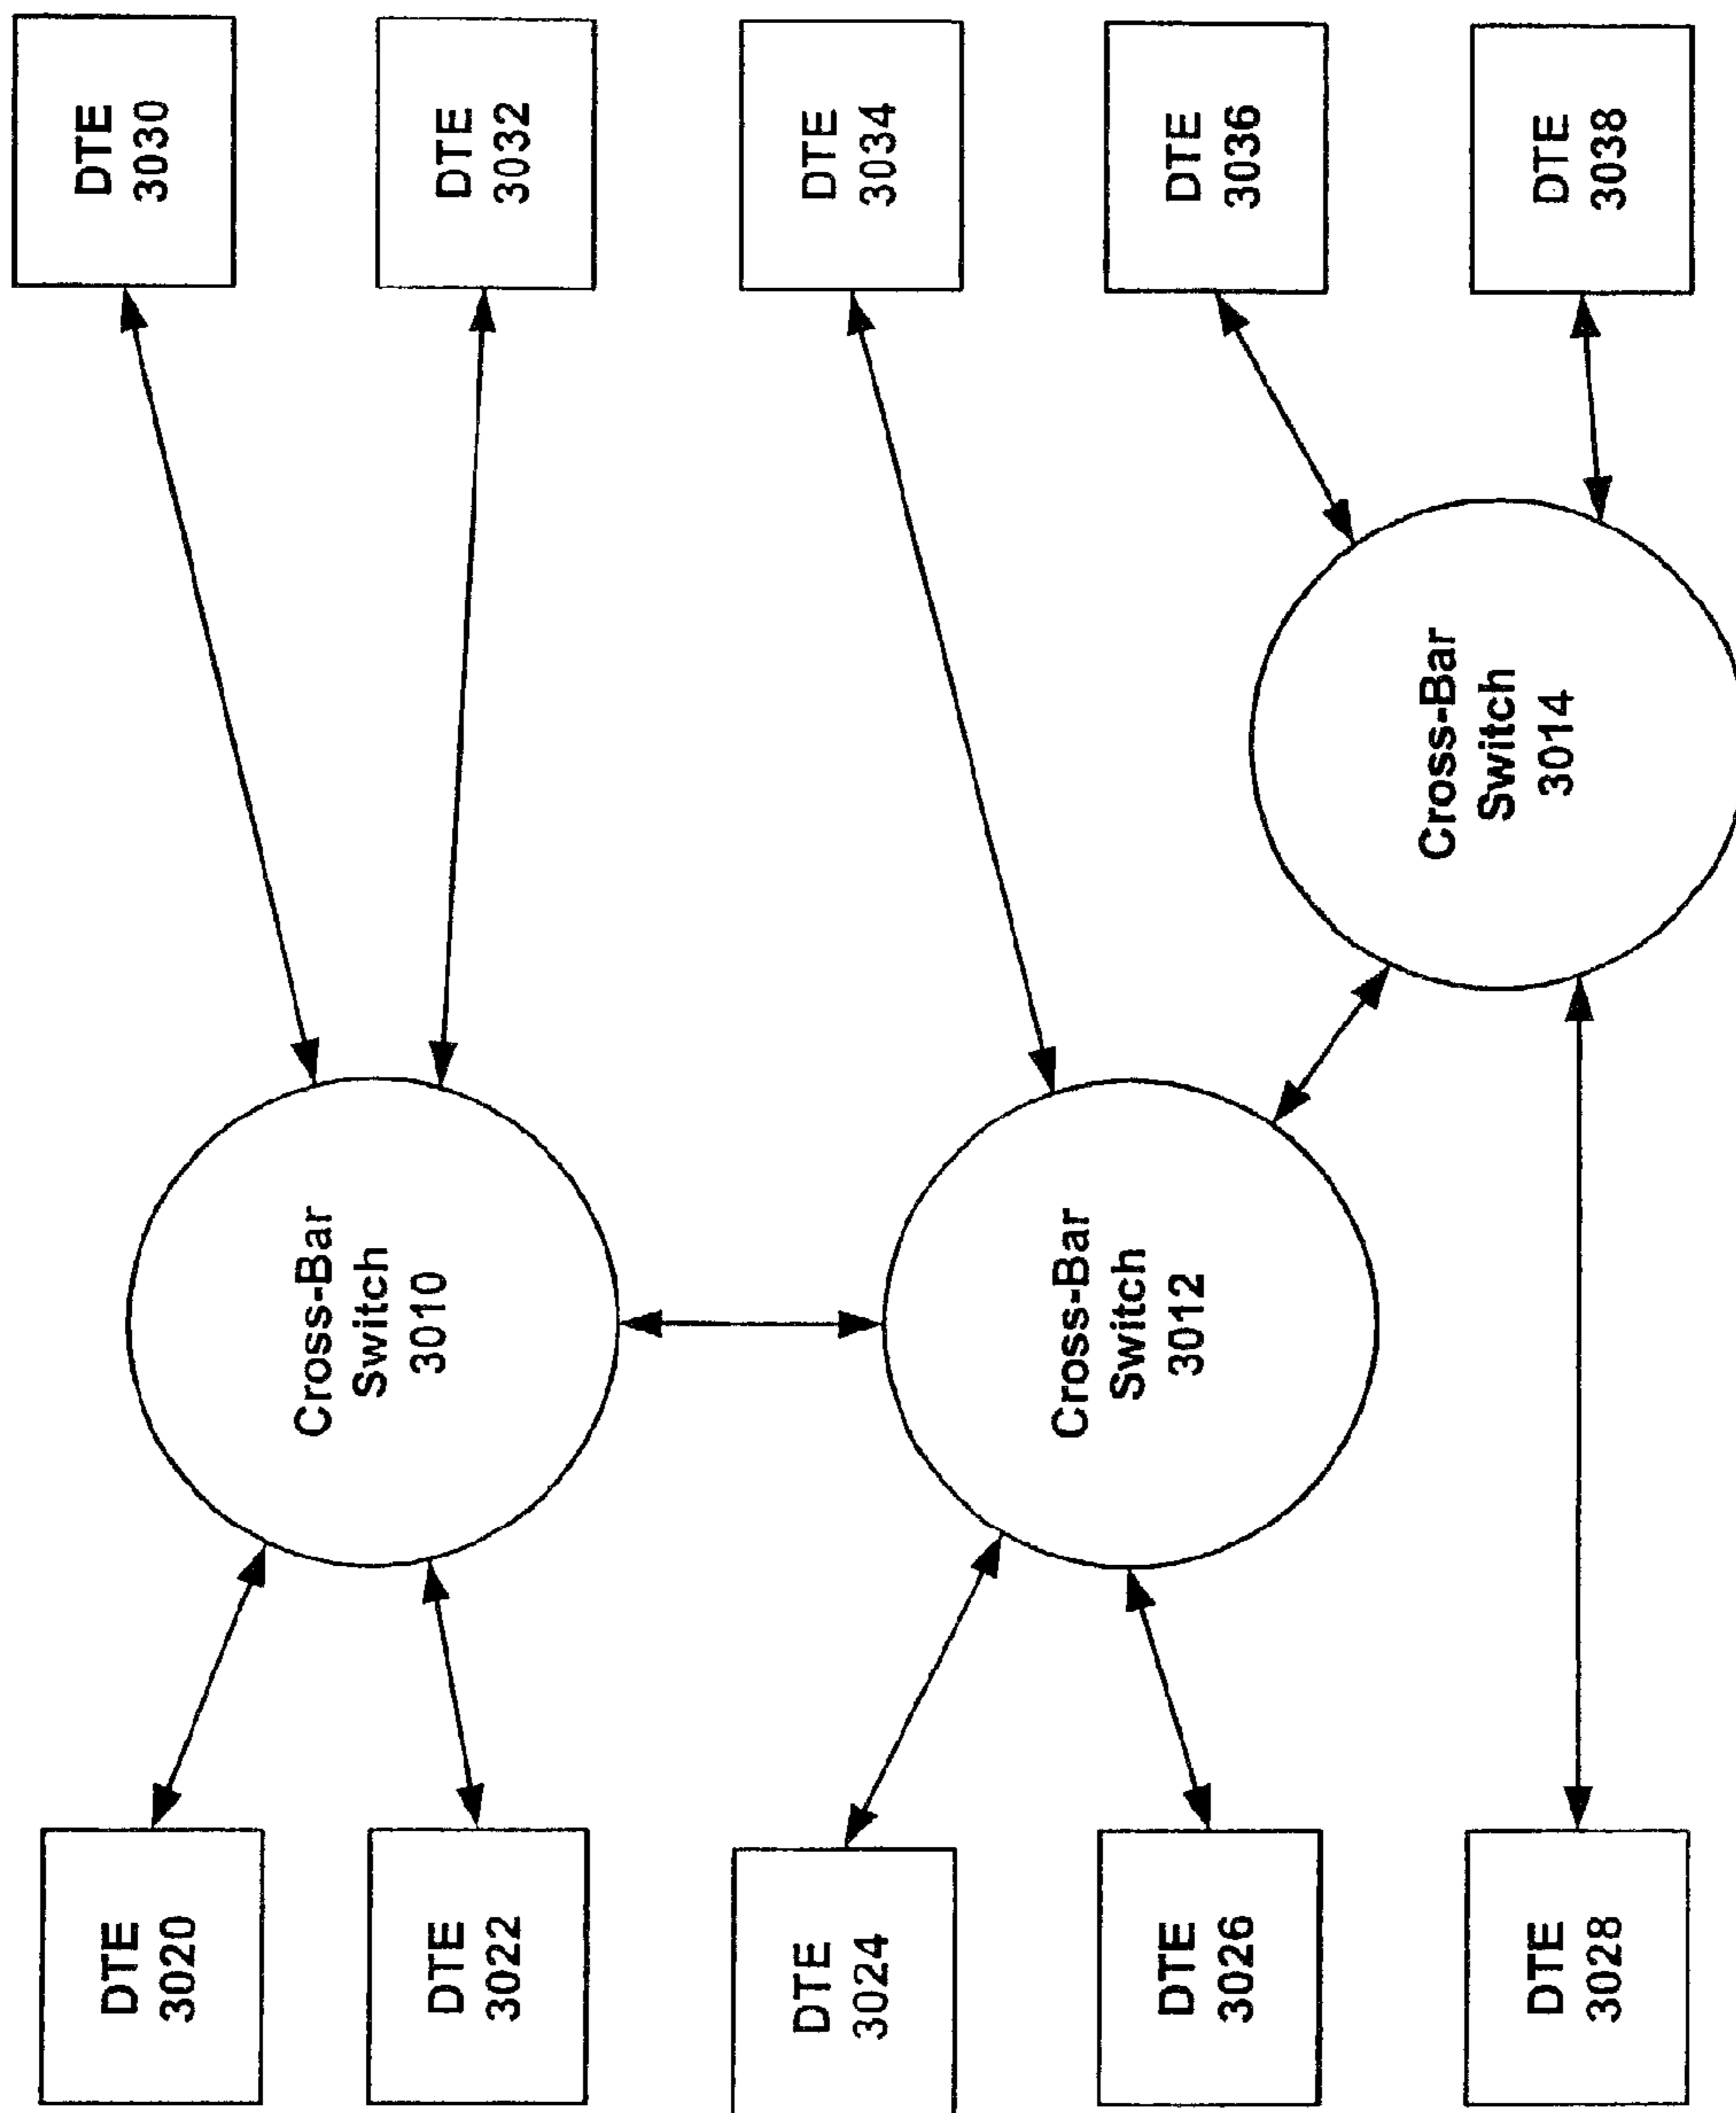 DTE
3020
DTE
3022
DTE
3024
DTE
3026
DTE
3028
Cross-Bar
Switch
3010
Cross-Bar
Switch
3012
Cross-Bar
Switch
3014
DTE
3030
DTE
3032
DTE
3034
DTE
3036
DTE
3038